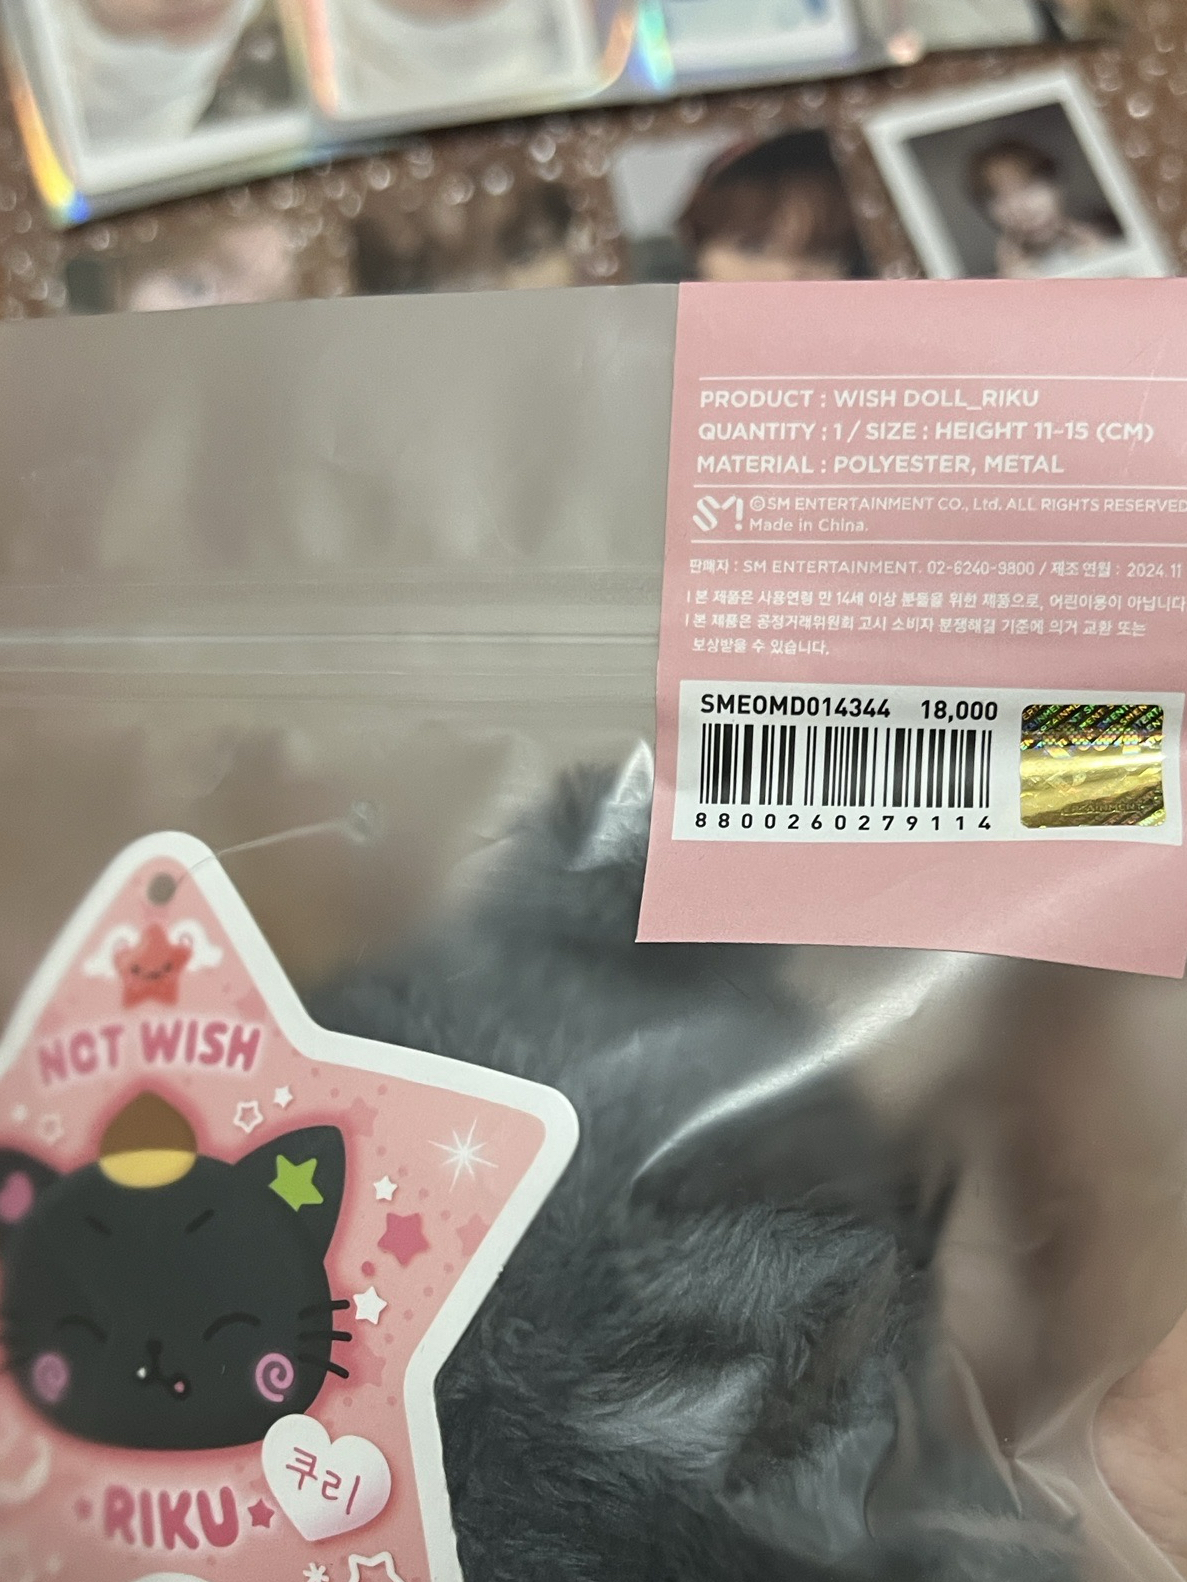 PRODUCT : WISH DOLL_RIKU
QUANTITY : 1 / SIZE : HEIGHT 11~15 (CM)
MATERIAL : POLYESTER, METAL
SM ⓒSM ENTERTAINMENT CO., Ltd. ALL RIGHTS RESERVED
Made in China.
판매자 : SM ENTERTAINMENT. 02-6240-9800 / 제조 연월 : 2024.11
ㅣ본 제품은 사용연령 만 14세 이상 분들을 위한 제품으로, 어린이용이 아닙니다
ㅣ본 제품은 공정거래위원회 고시 소비자 분쟁해결 기준에 의거 교환 또는
보상받을 수 있습니다.
SMEOMD014344 18,000
8800260279114
NCT WISH
RIKU
쿠리